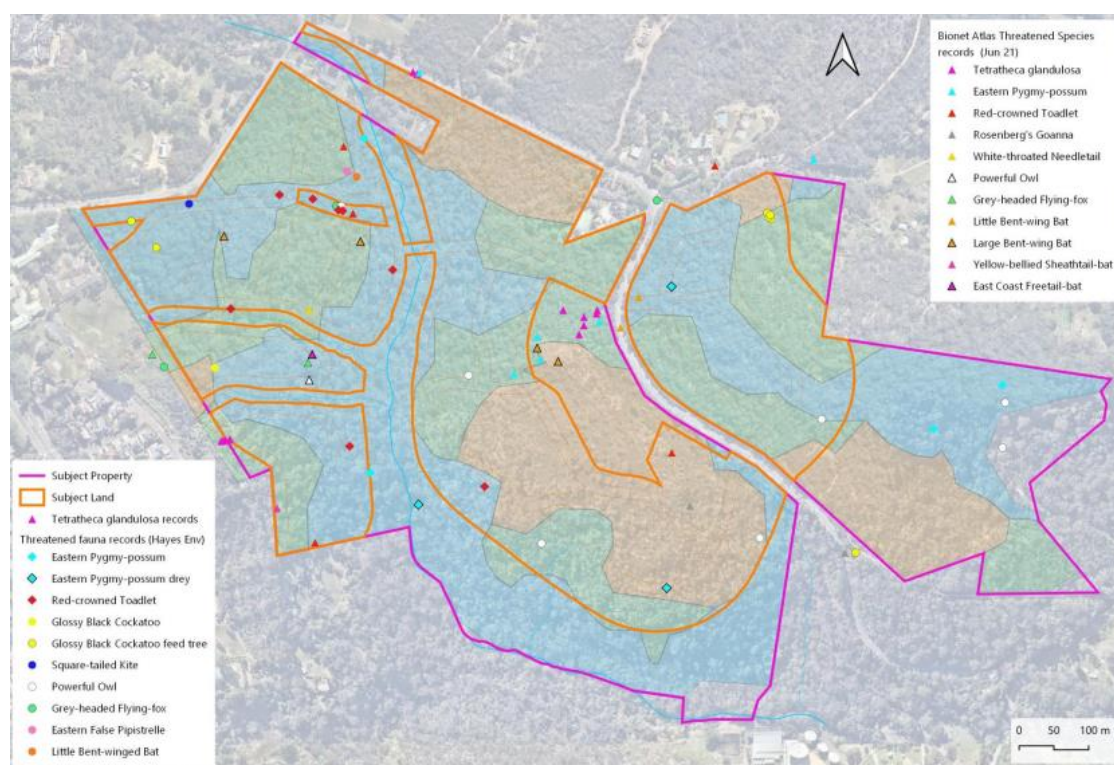 Bionet Atlas Threatened Species
records (Jun 21)
Tetratheca glandulosa
Eastern Pygmy-possum
Red-crowned Toadlet
Rosenberg's Goanna
White-throated Needletail
Powerful Owl
Grey-headed Flying-fox
Little Bent-wing Bat
Large Bent-wing Bat
Yellow-bellied Sheathtail-bat
East Coast Freetail-bat
Subject Property
Subject Land
Tetratheca glandulosa records
Threatened fauna records (Hayes Env)
Eastern Pygmy-possum
Eastern Pygmy-possum drey
Red-crowned Toadlet
Glossy Black Cockatoo
Glossy Black Cockatoo feed tree
Square-tailed Kite
Powerful Owl
Grey-headed Flying-fox
Eastern False Pipistrelle
Little Bent-winged Bat
0 50 100 m